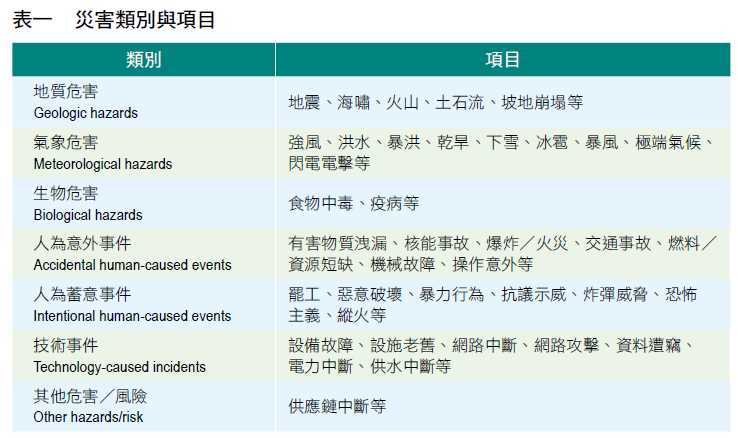 表一　災害類別與項目
類別
項目
地質危害
Geologic hazards
地震、海嘯、火山、土石流、坡地崩塌等
氣象危害
Meteorological hazards
強風、洪水、暴洪、乾旱、下雪、冰雹、暴風、極端氣候、
閃電電擊等
生物危害
Biological hazards
食物中毒、疫病等
人為意外事件
Accidental human-caused events
有害物質洩漏、核能事故、爆炸／火災、交通事故、燃料／
資源短缺、機械故障、操作意外等
人為蓄意事件
Intentional human-caused events
罷工、惡意破壞、暴力行為、抗議示威、炸彈威脅、恐怖
主義、縱火等
技術事件
Technology-caused incidents
設備故障、設施老舊、網路中斷、網路攻擊、資料遭竊、
電力中斷、供水中斷等
其他危害／風險
Other hazards/risk
供應鏈中斷等